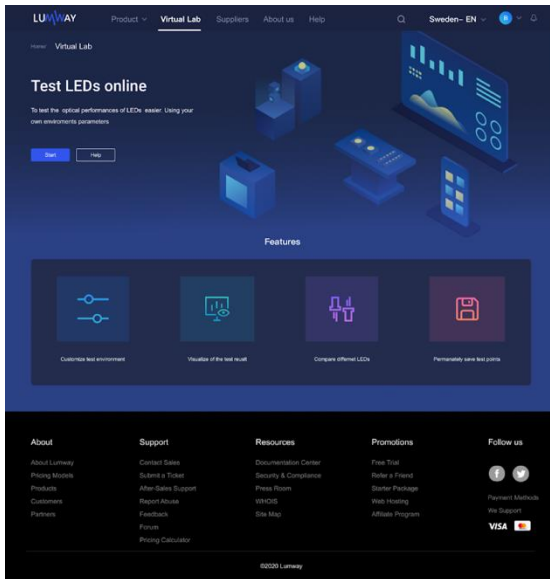 LUMWAY
Product Virtual Lab Suppliers About us Help Sweden– EN B
Home/ Virtual Lab
Test LEDs online
To test the optical performances of LEDs easier. Using your
own enviroments parameters
Start Help
Features
Customize test environment
Visualize of the test reuslt
Compare differnet LEDs
Permanately save test points
About
About Lumway
Pricing Models
Products
Customers
Partners
Support
Contact Sales
Submit a Ticket
After-Sales Support
Report Abuse
Feedback
Forum
Pricing Calculator
Resources
Documentation Center
Security & Compliance
Press Room
WHOIS
Site Map
Promotions
Free Trial
Refer a Friend
Starter Package
Web Hosting
Affiliate Program
Follow us
Payment Methods
We Support
VISA
©2020 Lumway